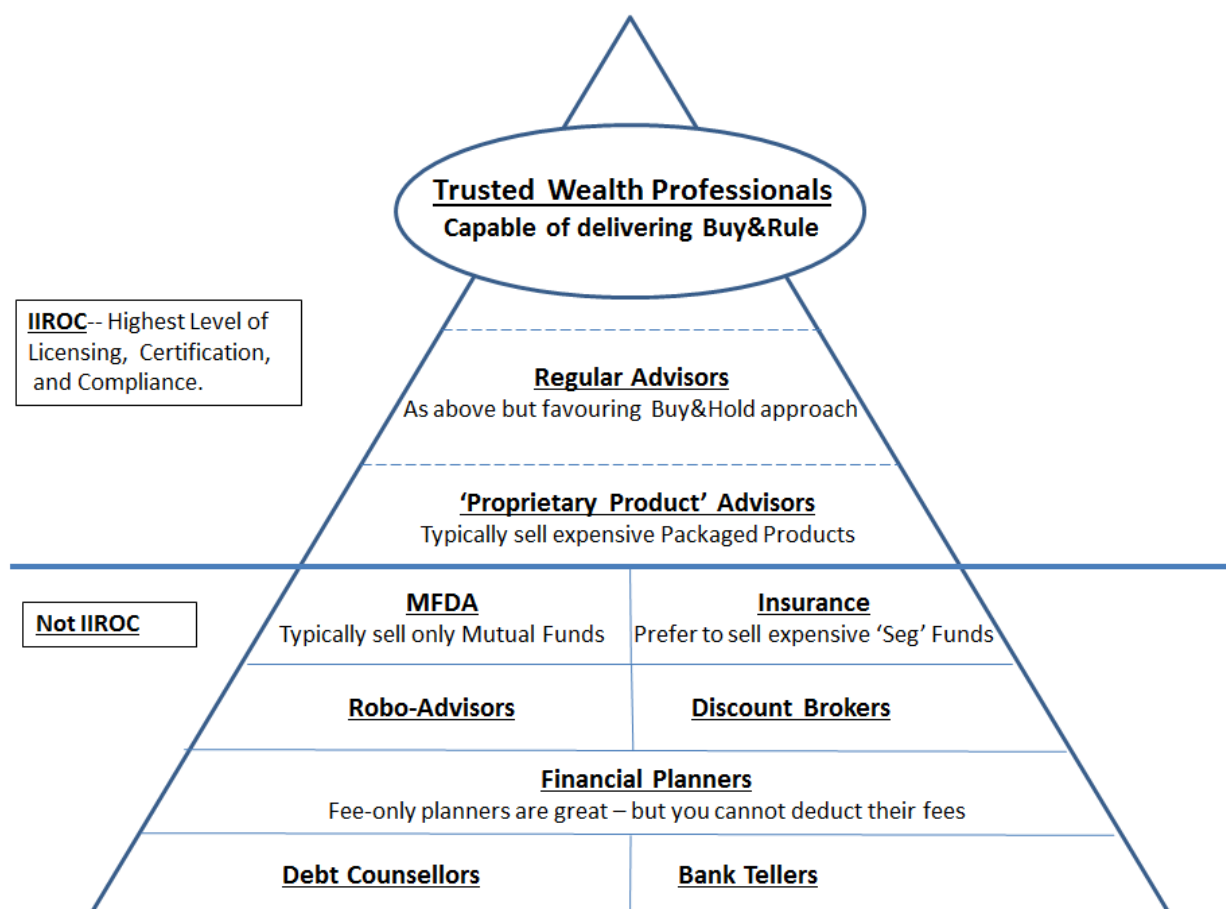 Trusted Wealth Professionals
Capable of delivering Buy&Rule
IIROC-- Highest Level of
Licensing, Certification,
and Compliance.
Regular Advisors
As above but favouring Buy&Hold approach
‘Proprietary Product’ Advisors
Typically sell expensive Packaged Products
Not IIROC
MFDA
Typically sell only Mutual Funds
Insurance
Prefer to sell expensive ‘Seg’ Funds
Robo-Advisors
Discount Brokers
Financial Planners
Fee-only planners are great – but you cannot deduct their fees
Debt Counsellors
Bank Tellers